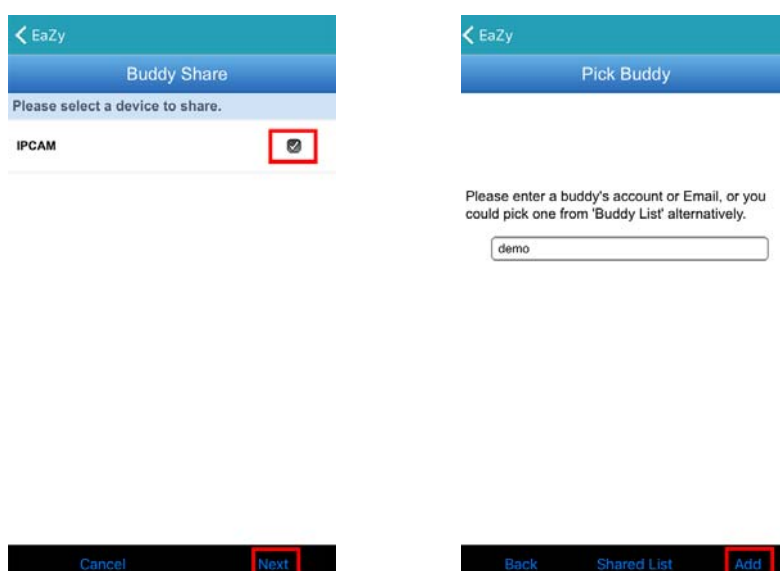 EaZy
Buddy Share
Please select a device to share.
IPCAM
Cancel
Next
EaZy
Pick Buddy
Please enter a buddy's account or Email, or you
could pick one from 'Buddy List' alternatively.
demo
Back
Shared List
Add